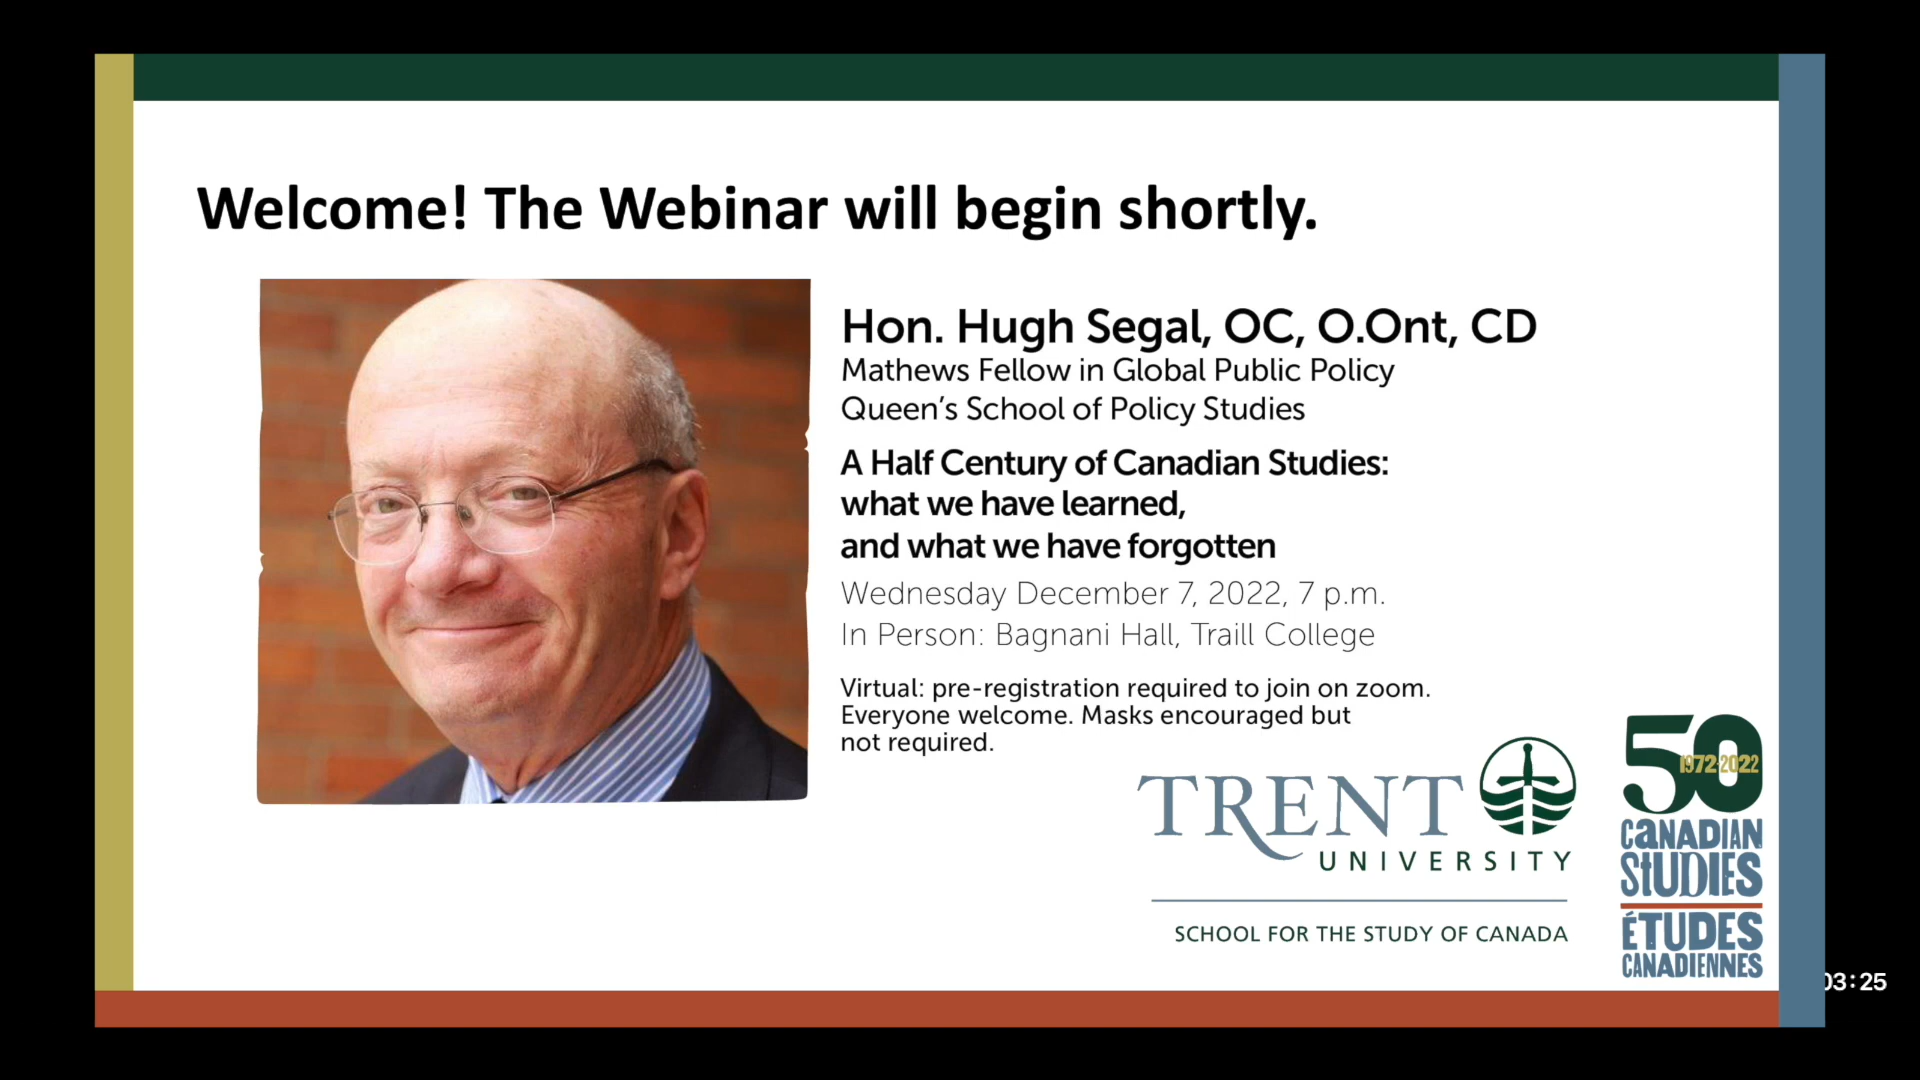 Welcome! The Webinar will begin shortly.
Hon. Hugh Segal, OC, O.Ont, CD
Mathews Fellow in Global Public Policy
Queen's School of Policy Studies
A Half Century of Canadian Studies:
what we have learned,
and what we have forgotten
Wednesday December 7, 2022, 7 p.m.
In Person: Bagnani Hall, Traill College
Virtual: pre-registration required to join on zoom.
Everyone welcome. Masks encouraged but
not required.
TRENT
UNIVERSITY
SCHOOL FOR THE STUDY OF CANADA
50
1972-2022
CANADIAN
STUDIES
ÉTUDES
CANADIENNES
03:25